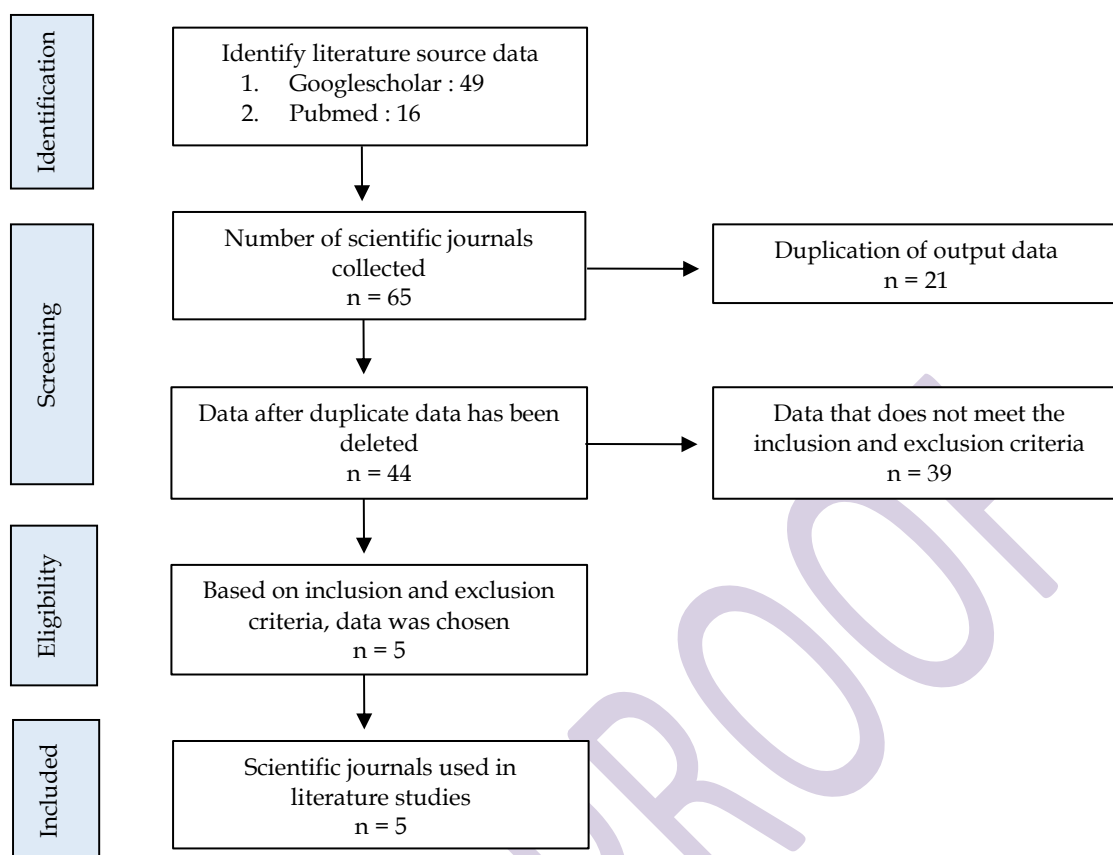 Identification
Identify literature source data
1. Googlescholar : 49
2. Pubmed : 16
Screening
Number of scientific journals
collected
n = 65
Duplication of output data
n = 21
Data after duplicate data has been
deleted
n = 44
Data that does not meet the
inclusion and exclusion criteria
n = 39
Eligibility
Based on inclusion and exclusion
criteria, data was chosen
n = 5
Included
Scientific journals used in
literature studies
n = 5
PROOF